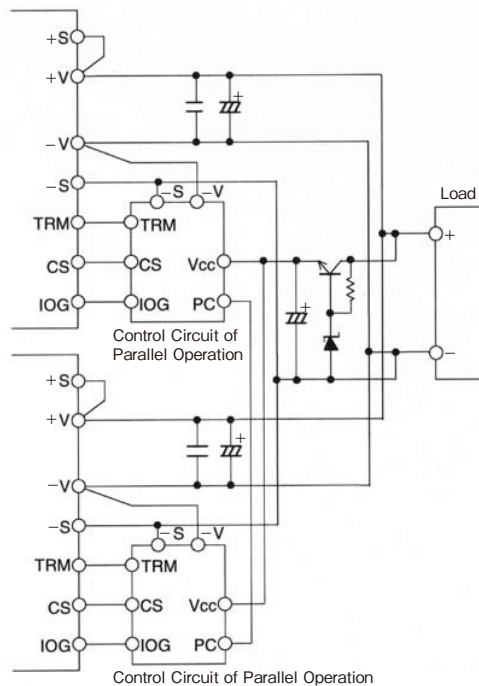 +S
+V
+
−V
−S
−S
−V
Load
TRM
TRM
+
CS
CS
Vcc
+
IOG
IOG
PC
Control Circuit of
Parallel Operation
−
+S
+V
+
−V
−S
−S
−V
TRM
TRM
CS
CS
Vcc
IOG
IOG
PC
Control Circuit of Parallel Operation